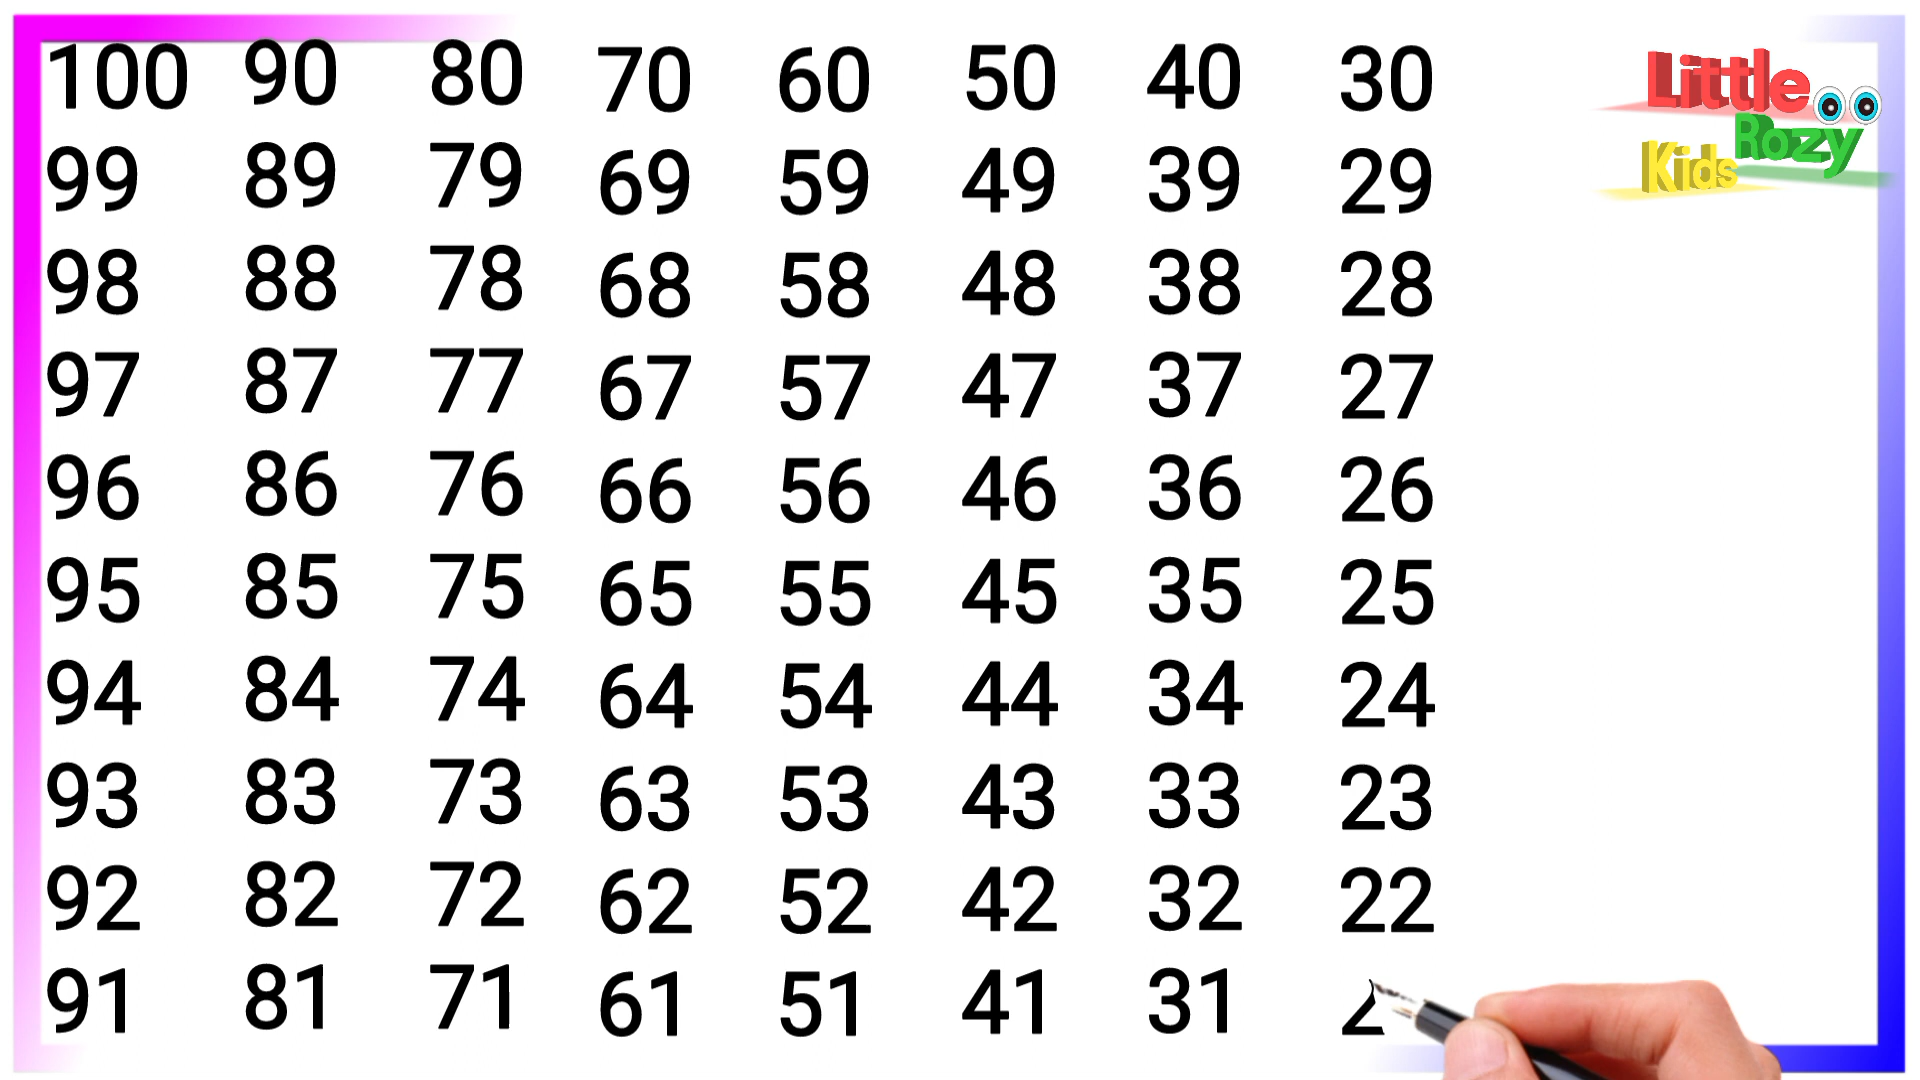 100 90 80 70 60 50 40 30
99 89 79 69 59 49 39 29
98 88 78 68 58 48 38 28
97 87 77 67 57 47 37 27
96 86 76 66 56 46 36 26
95 85 75 65 55 45 35 25
94 84 74 64 54 44 34 24
93 83 73 63 53 43 33 23
92 82 72 62 52 42 32 22
91 81 71 61 51 41 31 2
Little
Rozy
Kids